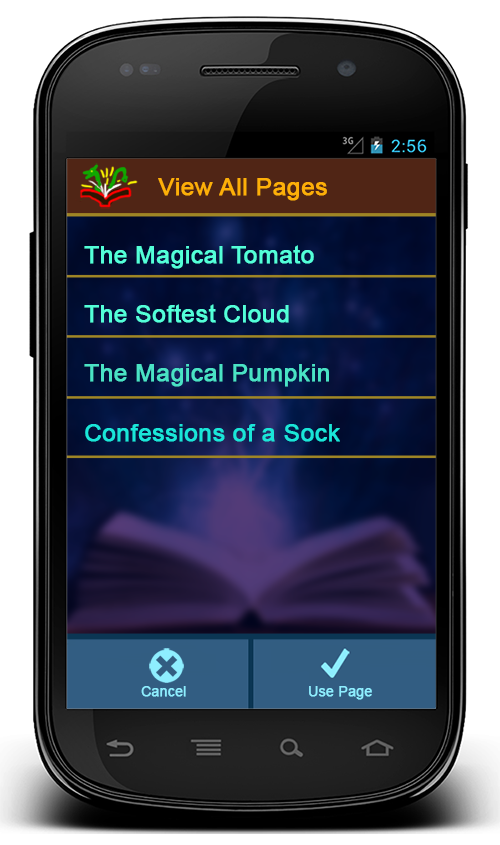 3G
2:56
View All Pages
The Magical Tomato
The Softest Cloud
The Magical Pumpkin
Confessions of a Sock
Cancel
Use Page